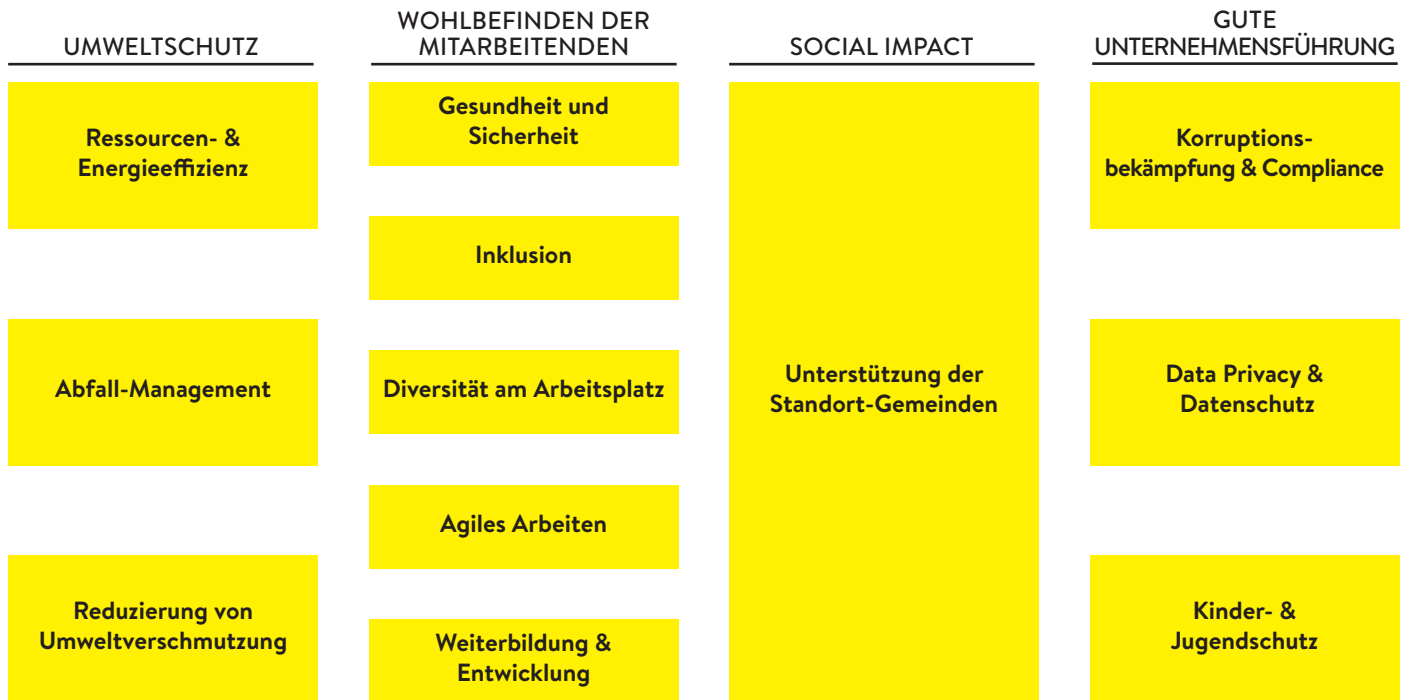 UMWELTSCHUTZ
Ressourcen- &
Energieeffizienz
Abfall-Management
Reduzierung von
Umweltverschmutzung
WOHLBEFINDEN DER
MITARBEITENDEN
Gesundheit und
Sicherheit
Inklusion
Diversität am Arbeitsplatz
Agiles Arbeiten
Weiterbildung &
Entwicklung
SOCIAL IMPACT
Unterstützung der
Standort-Gemeinden
GUTE
UNTERNEHMENSFÜHRUNG
Korruptions-
bekämpfung & Compliance
Data Privacy &
Datenschutz
Kinder- &
Jugendschutz